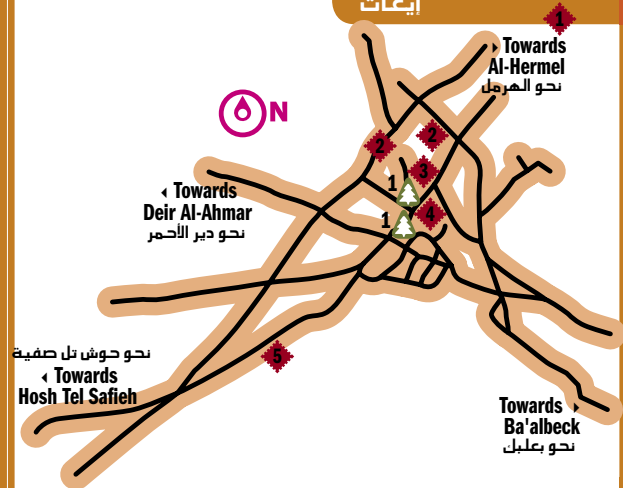 إيعات
1
Towards
Al-Hermel
نحو الهرمل
N
2
2
3
1
4
1
Towards
Deir Al-Ahmar
نحو دير الأحمر
نحو حوش تل صفية
Towards
Hosh Tel Safieh
5
Towards
Ba'albeck
نحو بعلبك